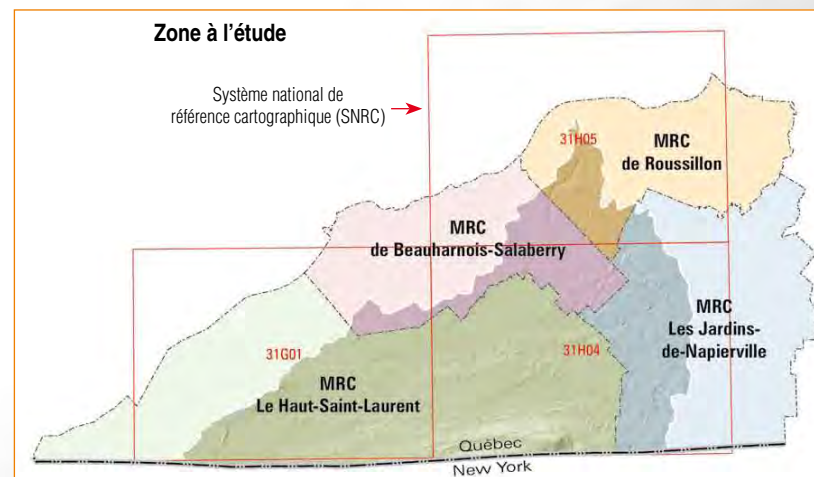 Zone à l'étude
Système national de
référence cartographique (SNRC)
31H05
MRC
de Roussillon
MRC
de Beauharnois-Salaberry
MRC
Les Jardins-
de-Napierville
31G01
31H04
MRC
Le Haut-Saint-Laurent
Québec
New York